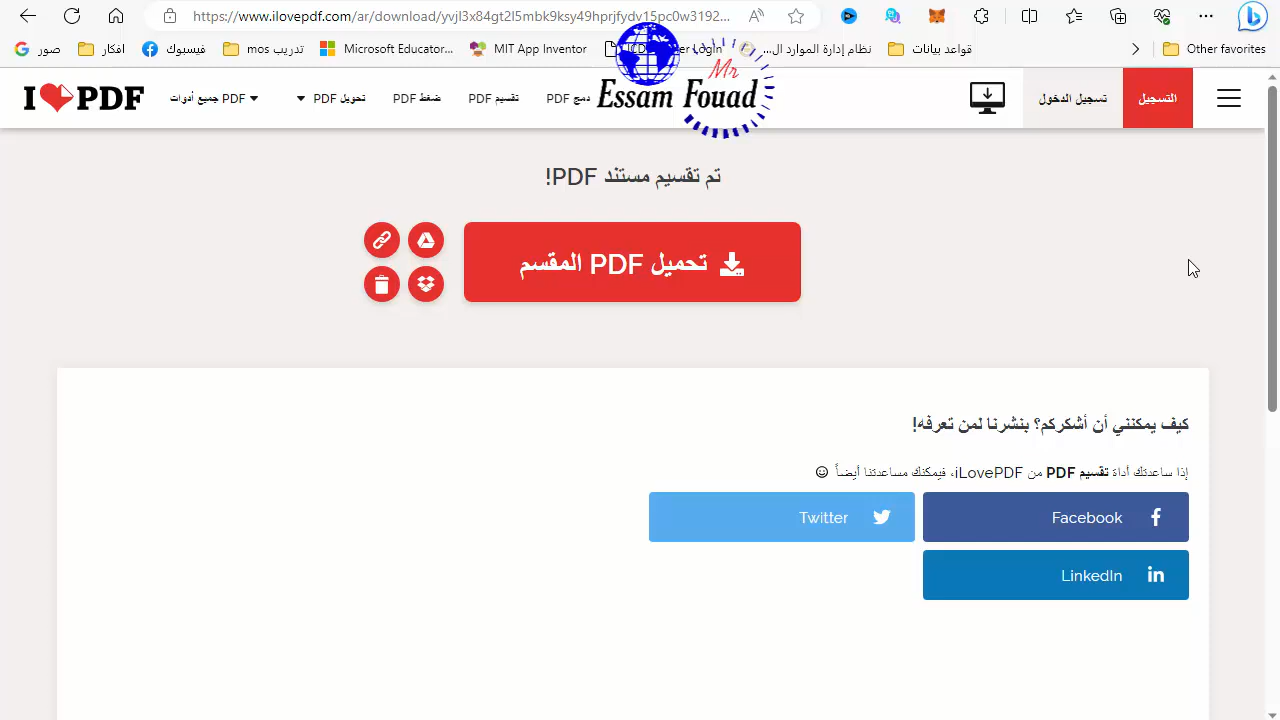 https://www.ilovepdf.com/ar/download/yvjl3x84gt2l5mbkbksy49hprjfydv15pc0w3192...
صور
افكار
فيسبوك
تدريب mos
Microsoft Educator...
MIT App Inventor
Login
نظام إدارة الموارد ال...
قواعد بيانات
Other favorites
Mr
Essam Fouad
I PDF
جميع أدوات PDF
تحويل PDF
ضغط PDF
تقسيم PDF
دمج PDF
تسجيل الدخول
التسجيل
تم تقسيم مستند PDF!
تحميل PDF المقسم
كيف يمكنني أن أشكركم؟ بنشرنا لمن تعرفه!
إذا ساعدتك أداة تقسيم PDF من iLovePDF، فيمكنك مساعدتنا أيضاً
Facebook
Twitter
LinkedIn